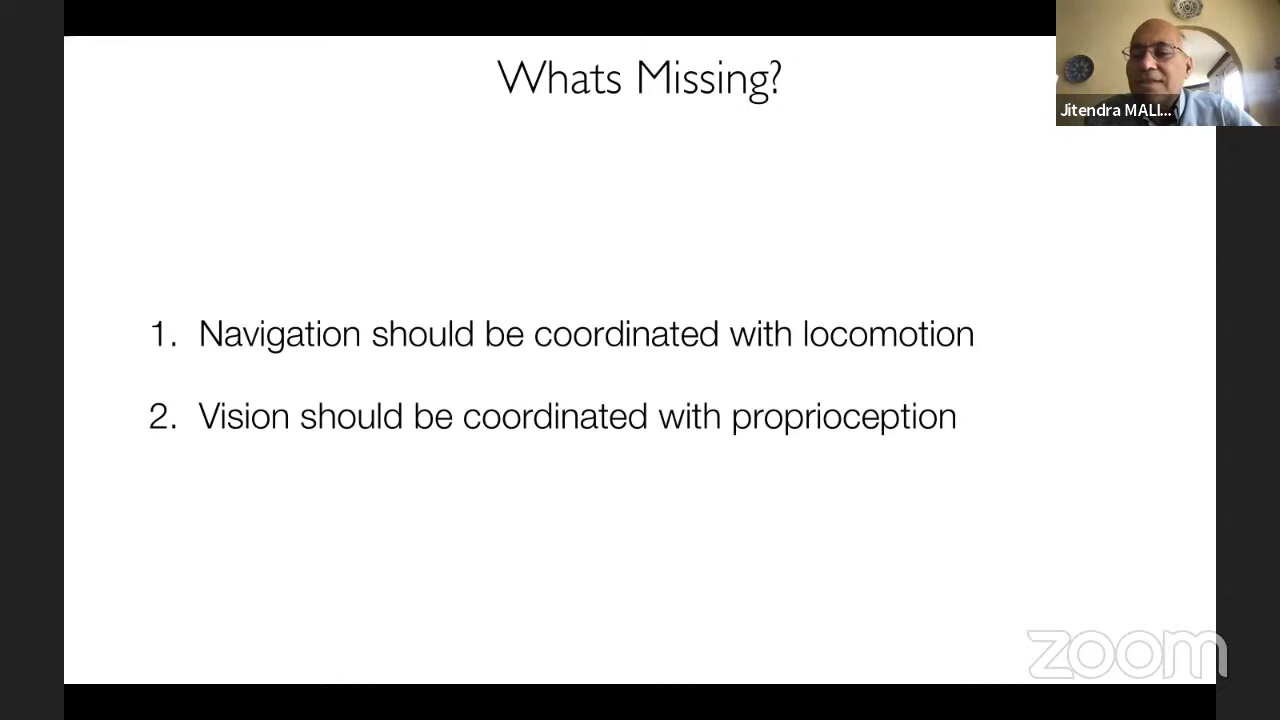 Whats Missing?
Jitendra MALI...
1. Navigation should be coordinated with locomotion
2. Vision should be coordinated with proprioception
zoom